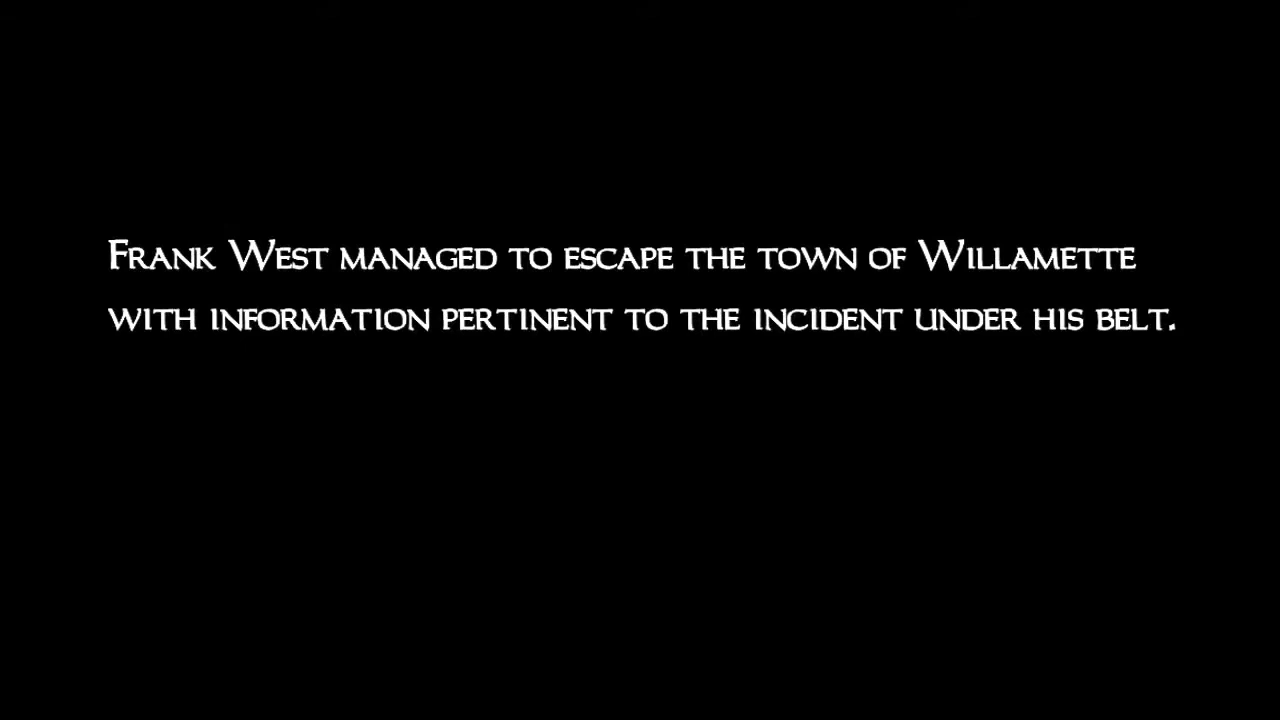 Frank West managed to escape the town of Willamette
with information pertinent to the incident under his belt.